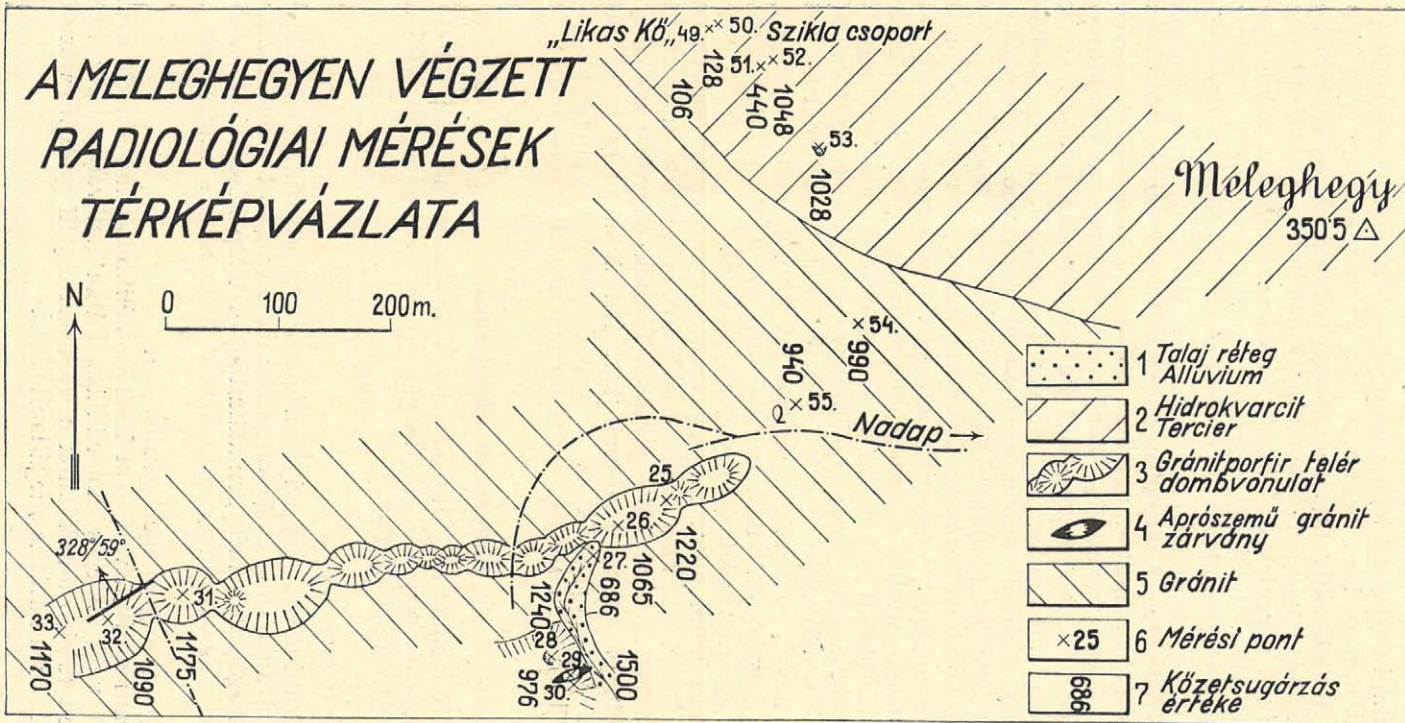 A MELEGHEGYEN VÉGZETT
RADIOLÓGIAI MÉRÉSEK
TÉRKÉPVÁZLATA
„Likas Kő„ 49. × × 50. Szikla csoport
51. × × 52.
106
128
440
1048
53.
1028
Meleghegy
350˙5
N
0 100 200 m.
× 54.
990
940
Q × 55.
Nadap →
25.
× 26.
27.
1220
1065
686
1240
28
29
30.
976
1500
328°/59°
× 31
32
33.
1170
1090
1175
1 Talaj réteg
Alluvium
2 Hidrokvarcit
Tercier
3 Gránitporfir telér
dombvonulat
4 Aprószemű gránit
zárvány
5 Gránit
×25 6 Mérési pont
686 7 Kőzetsugárzás
értéke